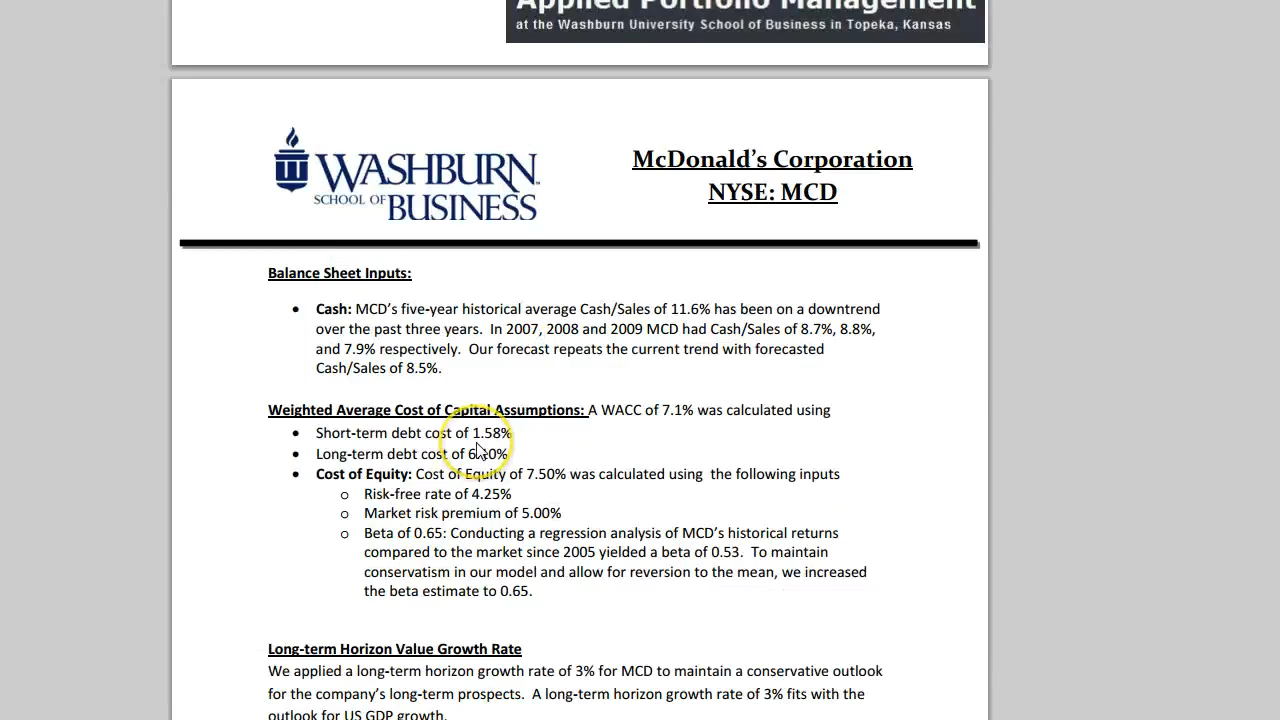 Applied Portfolio Management
at the Washburn University School of Business in Topeka, Kansas
WASHBURN
SCHOOL OF BUSINESS
McDonald's Corporation
NYSE: MCD
Balance Sheet Inputs:
• Cash: MCD's five-year historical average Cash/Sales of 11.6% has been on a downtrend
over the past three years. In 2007, 2008 and 2009 MCD had Cash/Sales of 8.7%, 8.8%,
and 7.9% respectively. Our forecast repeats the current trend with forecasted
Cash/Sales of 8.5%.
Weighted Average Cost of Capital Assumptions: A WACC of 7.1% was calculated using
• Short-term debt cost of 1.58%
• Long-term debt cost of
• Cost of Equity: Cost of Equity of 7.50% was calculated using the following inputs
o Risk-free rate of 4.25%
o Market risk premium of 5.00%
o Beta of 0.65: Conducting a regression analysis of MCD's historical returns
compared to the market since 2005 yielded a beta of 0.53. To maintain
conservatism in our model and allow for reversion to the mean, we increased
the beta estimate to 0.65.
Long-term Horizon Value Growth Rate
We applied a long-term horizon growth rate of 3% for MCD to maintain a conservative outlook
for the company's long-term prospects. A long-term horizon growth rate of 3% fits with the
outlook for US GDP growth.